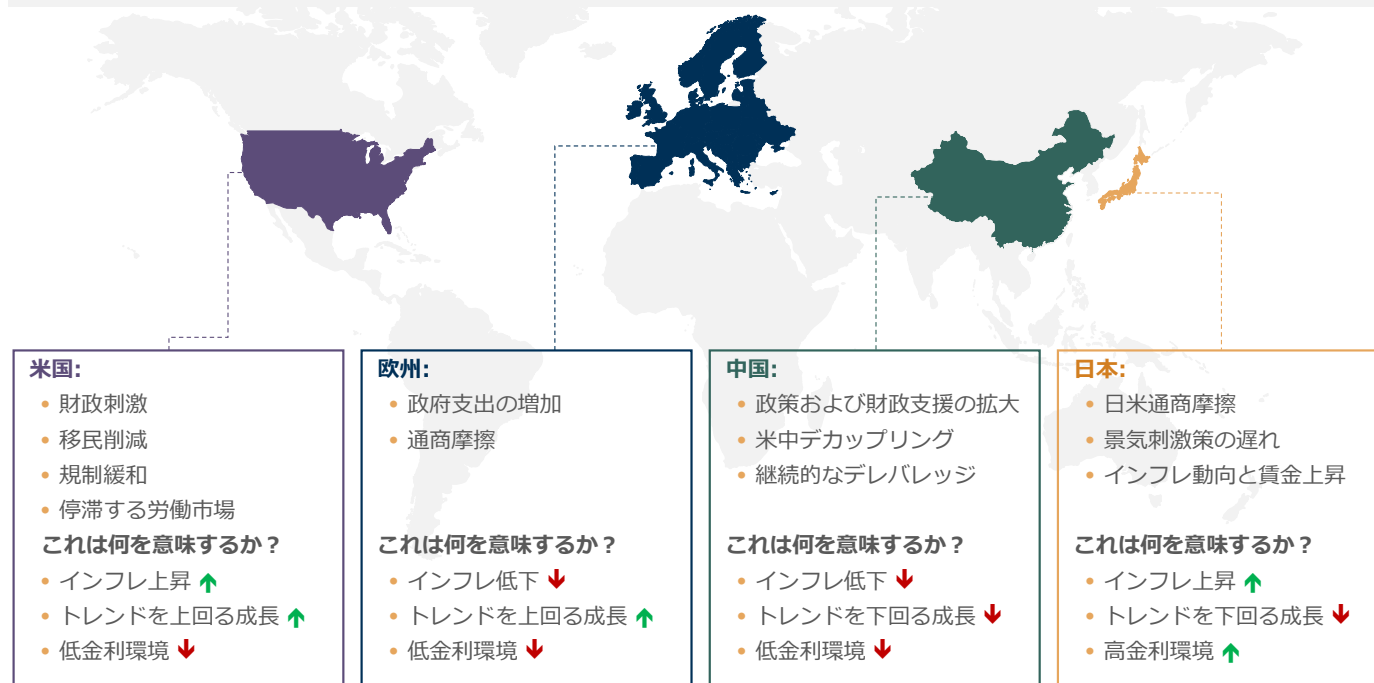 米国:
• 財政刺激
• 移民削減
• 規制緩和
• 停滞する労働市場
これは何を意味するか？
• インフレ上昇 ↑
• トレンドを上回る成長 ↑
• 低金利環境 ↓
欧州:
• 政府支出の増加
• 通商摩擦
これは何を意味するか？
• インフレ低下 ↓
• トレンドを上回る成長 ↑
• 低金利環境 ↓
中国:
• 政策および財政支援の拡大
• 米中デカップリング
• 継続的なデレバレッジ
これは何を意味するか？
• インフレ低下 ↓
• トレンドを下回る成長 ↓
• 低金利環境 ↓
日本:
• 日米通商摩擦
• 景気刺激策の遅れ
• インフレ動向と賃金上昇
これは何を意味するか？
• インフレ上昇 ↑
• トレンドを下回る成長 ↓
• 高金利環境 ↑